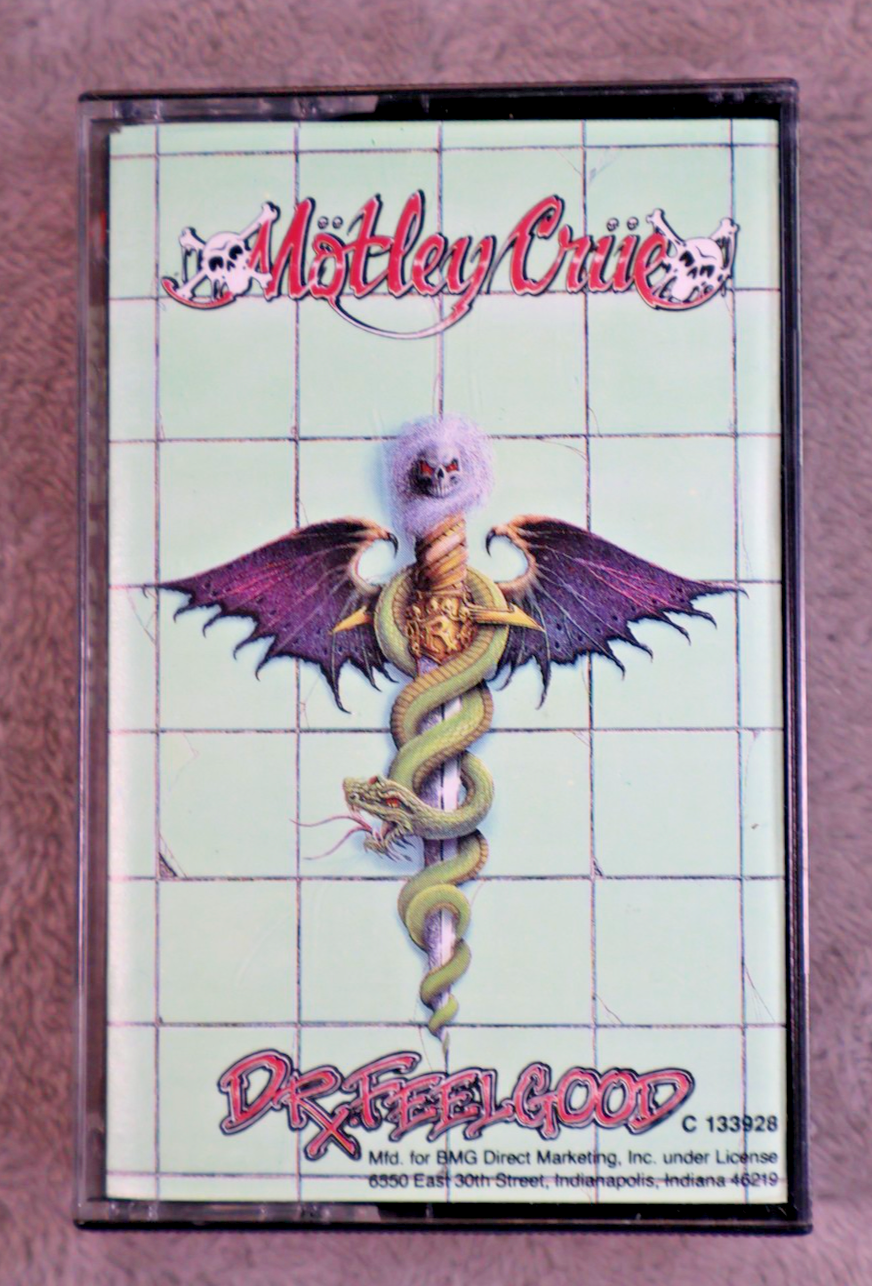 Mötley Crüe
DR. FEELGOOD
C 133928
Mfd. for BMG Direct Marketing, Inc. under License
6550 East 30th Street, Indianapolis, Indiana 46219